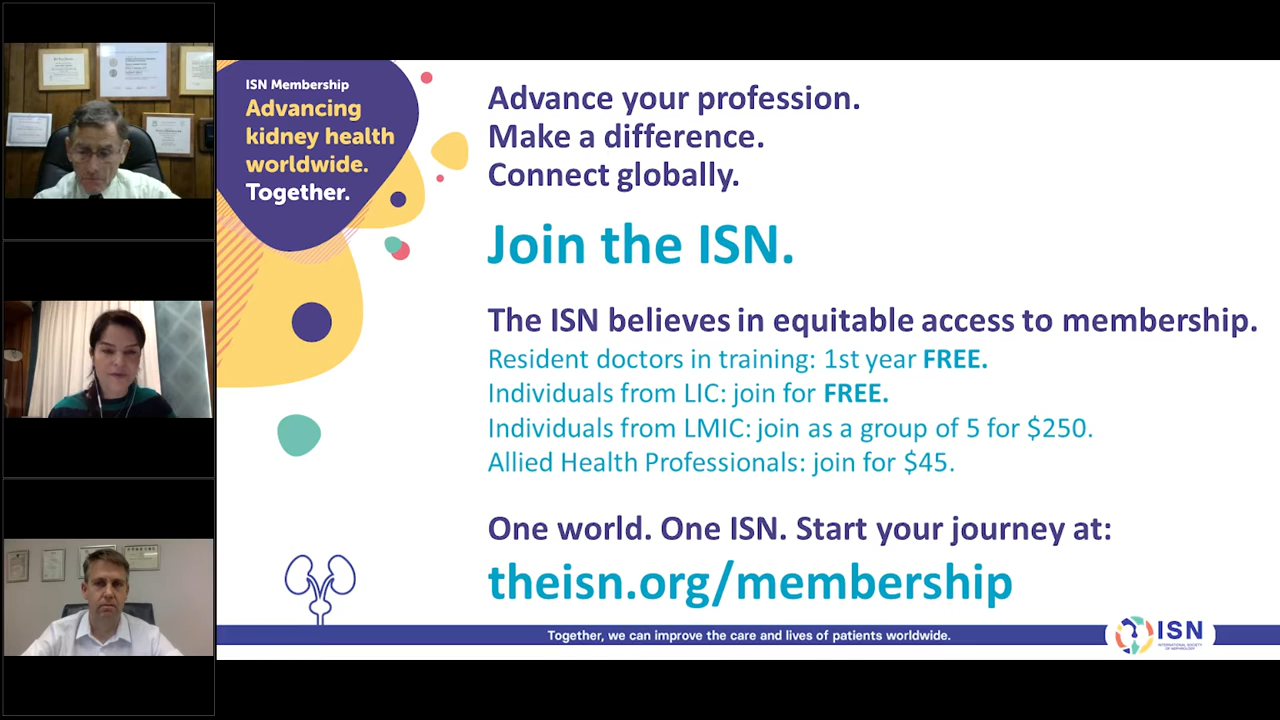 ISN Membership
Advancing
kidney health
worldwide.
Together.
Advance your profession.
Make a difference.
Connect globally.
Join the ISN.
The ISN believes in equitable access to membership.
Resident doctors in training: 1st year FREE.
Individuals from LIC: join for FREE.
Individuals from LMIC: join as a group of 5 for $250.
Allied Health Professionals: join for $45.
One world. One ISN. Start your journey at:
theisn.org/membership
Together, we can improve the care and lives of patients worldwide.
ISN
INTERNATIONAL SOCIETY
OF NEPHROLOGY